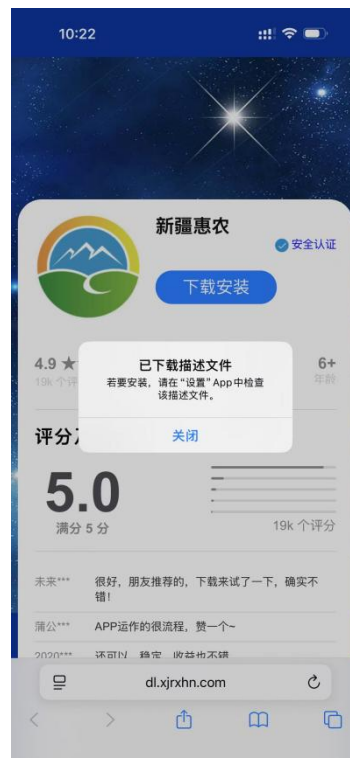 10:22
新疆惠农
安全认证
下载安装
4.9 ★
6+
19k 个评
年龄
已下载描述文件
若要安装，请在“设置”App中检查
该描述文件。
关闭
评分
5.0
满分 5 分
19k 个评分
未来***
很好，朋友推荐的，下载来试了一下，确实不
错！
蒲公***
APP运作的很流程，赞一个~
2020***
还可以，稳定，收益也不错
dl.xjrxhn.com